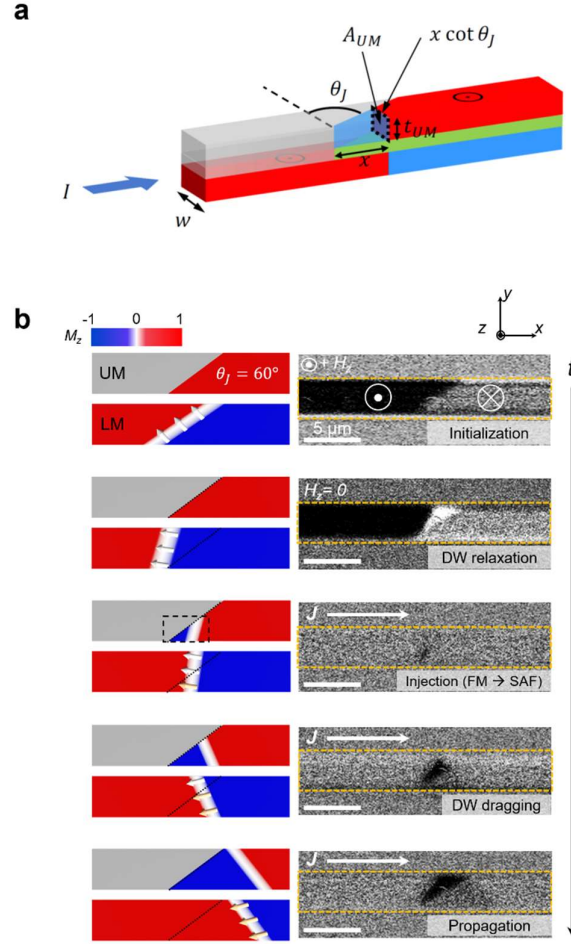 a
A_UM
x cot θ_J
θ_J
t_UM
x
I
w
b
-1 0 1
M_z
y
z
x
UM
θ_J = 60°
LM
+ H_z
5 μm
Initialization
t
H_z = 0
DW relaxation
J
Injection (FM → SAF)
J
DW dragging
J
Propagation